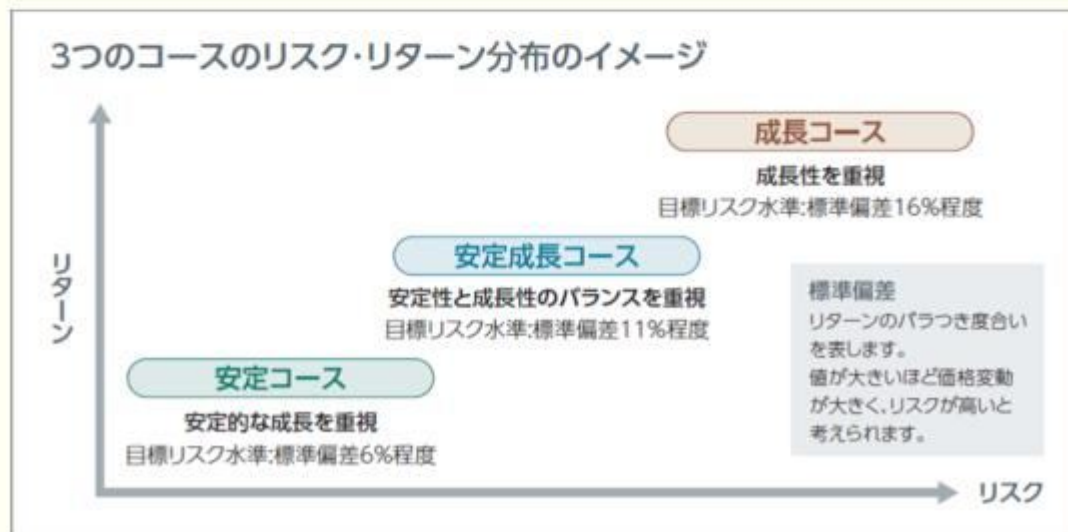 3つのコースのリスク･リターン分布のイメージ
成長コース
成長性を重視
目標リスク水準:標準偏差16%程度
安定成長コース
安定性と成長性のバランスを重視
目標リスク水準:標準偏差11%程度
リターン
標準偏差
リターンのバラつき度合い
を表します。
値が大きいほど価格変動
が大きく、リスクが高いと
考えられます。
安定コース
安定的な成長を重視
目標リスク水準:標準偏差6%程度
リスク